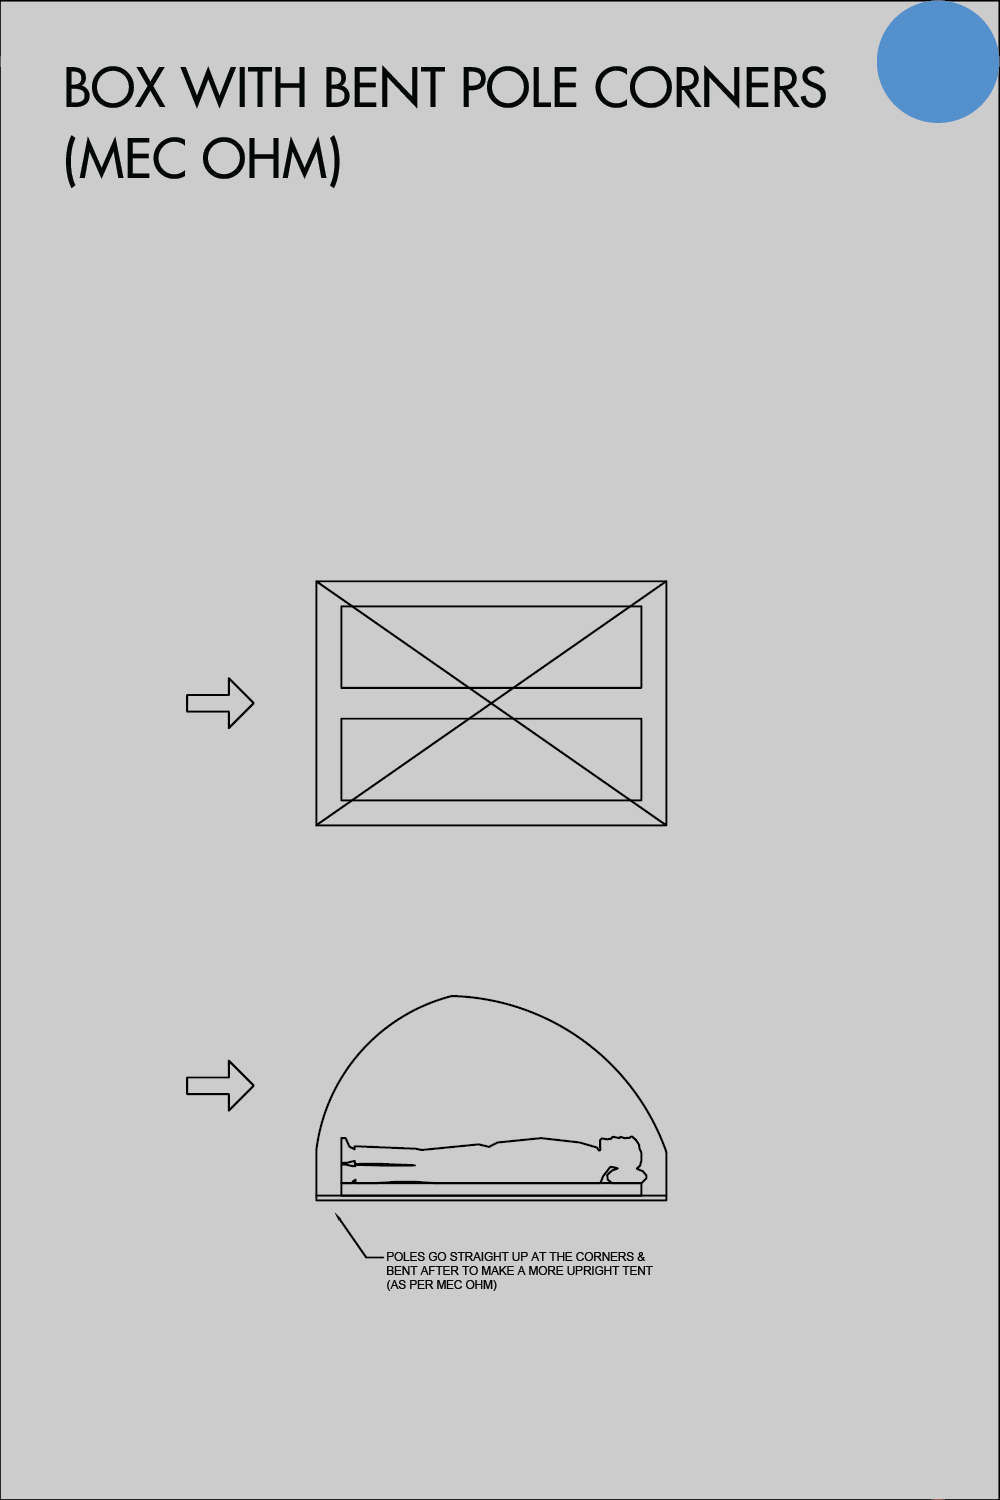 BOX WITH BENT POLE CORNERS
(MEC OHM)
POLES GO STRAIGHT UP AT THE CORNERS &
BENT AFTER TO MAKE A MORE UPRIGHT TENT
(AS PER MEC OHM)